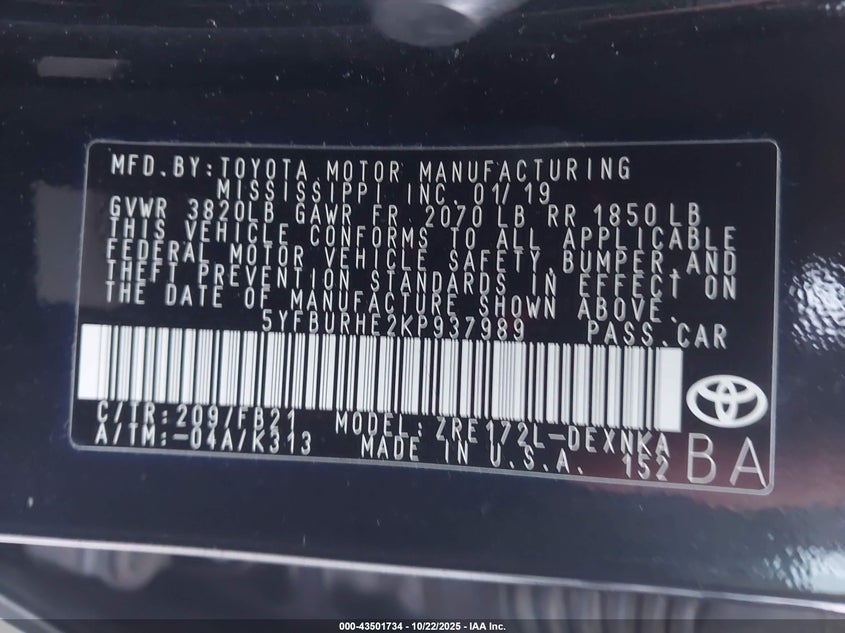 MFD.BY:TOYOTA MOTOR MANUFACTURING
MISSISSIPPI INC. 01/19
GVWR 3820LB GAWR FR 2070 LB RR 1850 LB
THIS VEHICLE CONFORMS TO ALL APPLICABLE
FEDERAL MOTOR VEHICLE SAFETY,BUMPER,AND
THEFT PREVENTION STANDARDS IN EFFECT ON
THE DATE OF MANUFACTURE SHOWN ABOVE.
5YFBURHE2KP937989 PASS.CAR
C/TR:209/FB21 MODEL:ZRE172L-DEXNKA
A/TM:-04A/K313 MADE IN U.S.A. 152
BA
000-43501734 - 10/22/2025 - IAA Inc.